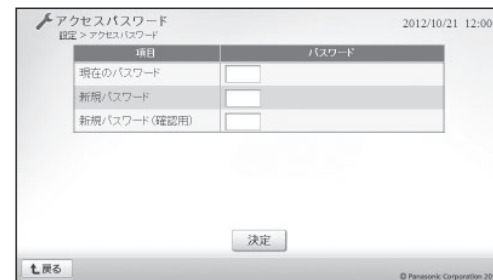 アクセスパスワード
2012/10/21 12:00
設定 > アクセスパスワード
項目 パスワード
現在のパスワード
新規パスワード
新規パスワード(確認用)
決定
戻る
© Panasonic Corporation 20